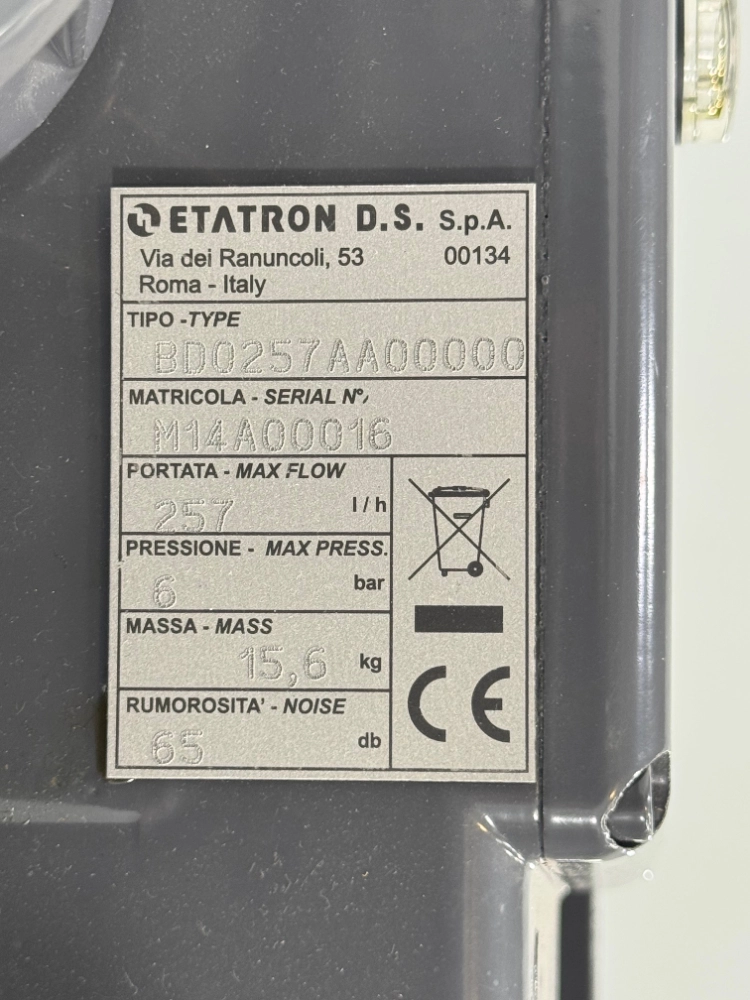 ETATRON D.S. S.p.A.
Via dei Ranuncoli, 53 00134
Roma - Italy
TIPO -TYPE
BD0257AA00000
MATRICOLA - SERIAL N°.
M14A00016
PORTATA - MAX FLOW
257 l/h
PRESSIONE - MAX PRESS.
6 bar
MASSA - MASS
15,6 kg
RUMOROSITA' - NOISE
65 db
CE